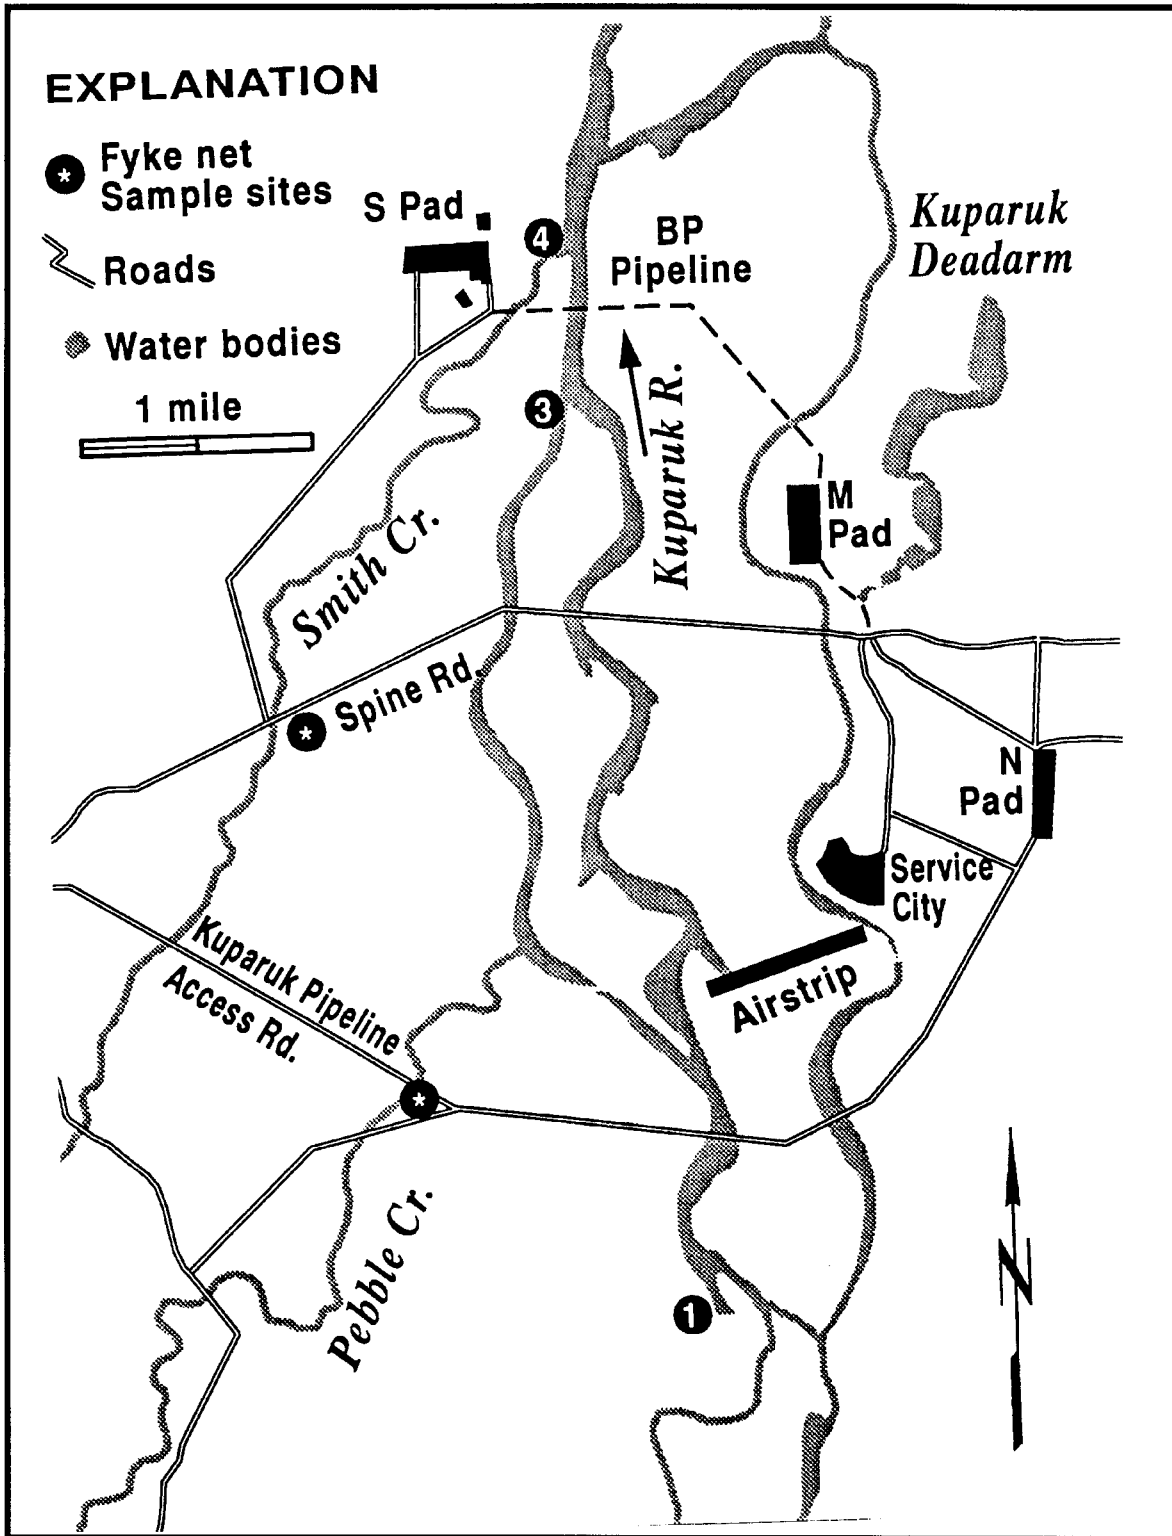 EXPLANATION
* Fyke net
Sample sites
Roads
Water bodies
1 mile
S Pad
4
BP
Pipeline
Kuparuk
Deadarm
3
Kuparuk R.
M
Pad
Smith Cr.
* Spine Rd.
N
Pad
Service
City
Kuparuk Pipeline
Access Rd.
Airstrip
*
Pebble Cr.
1
N